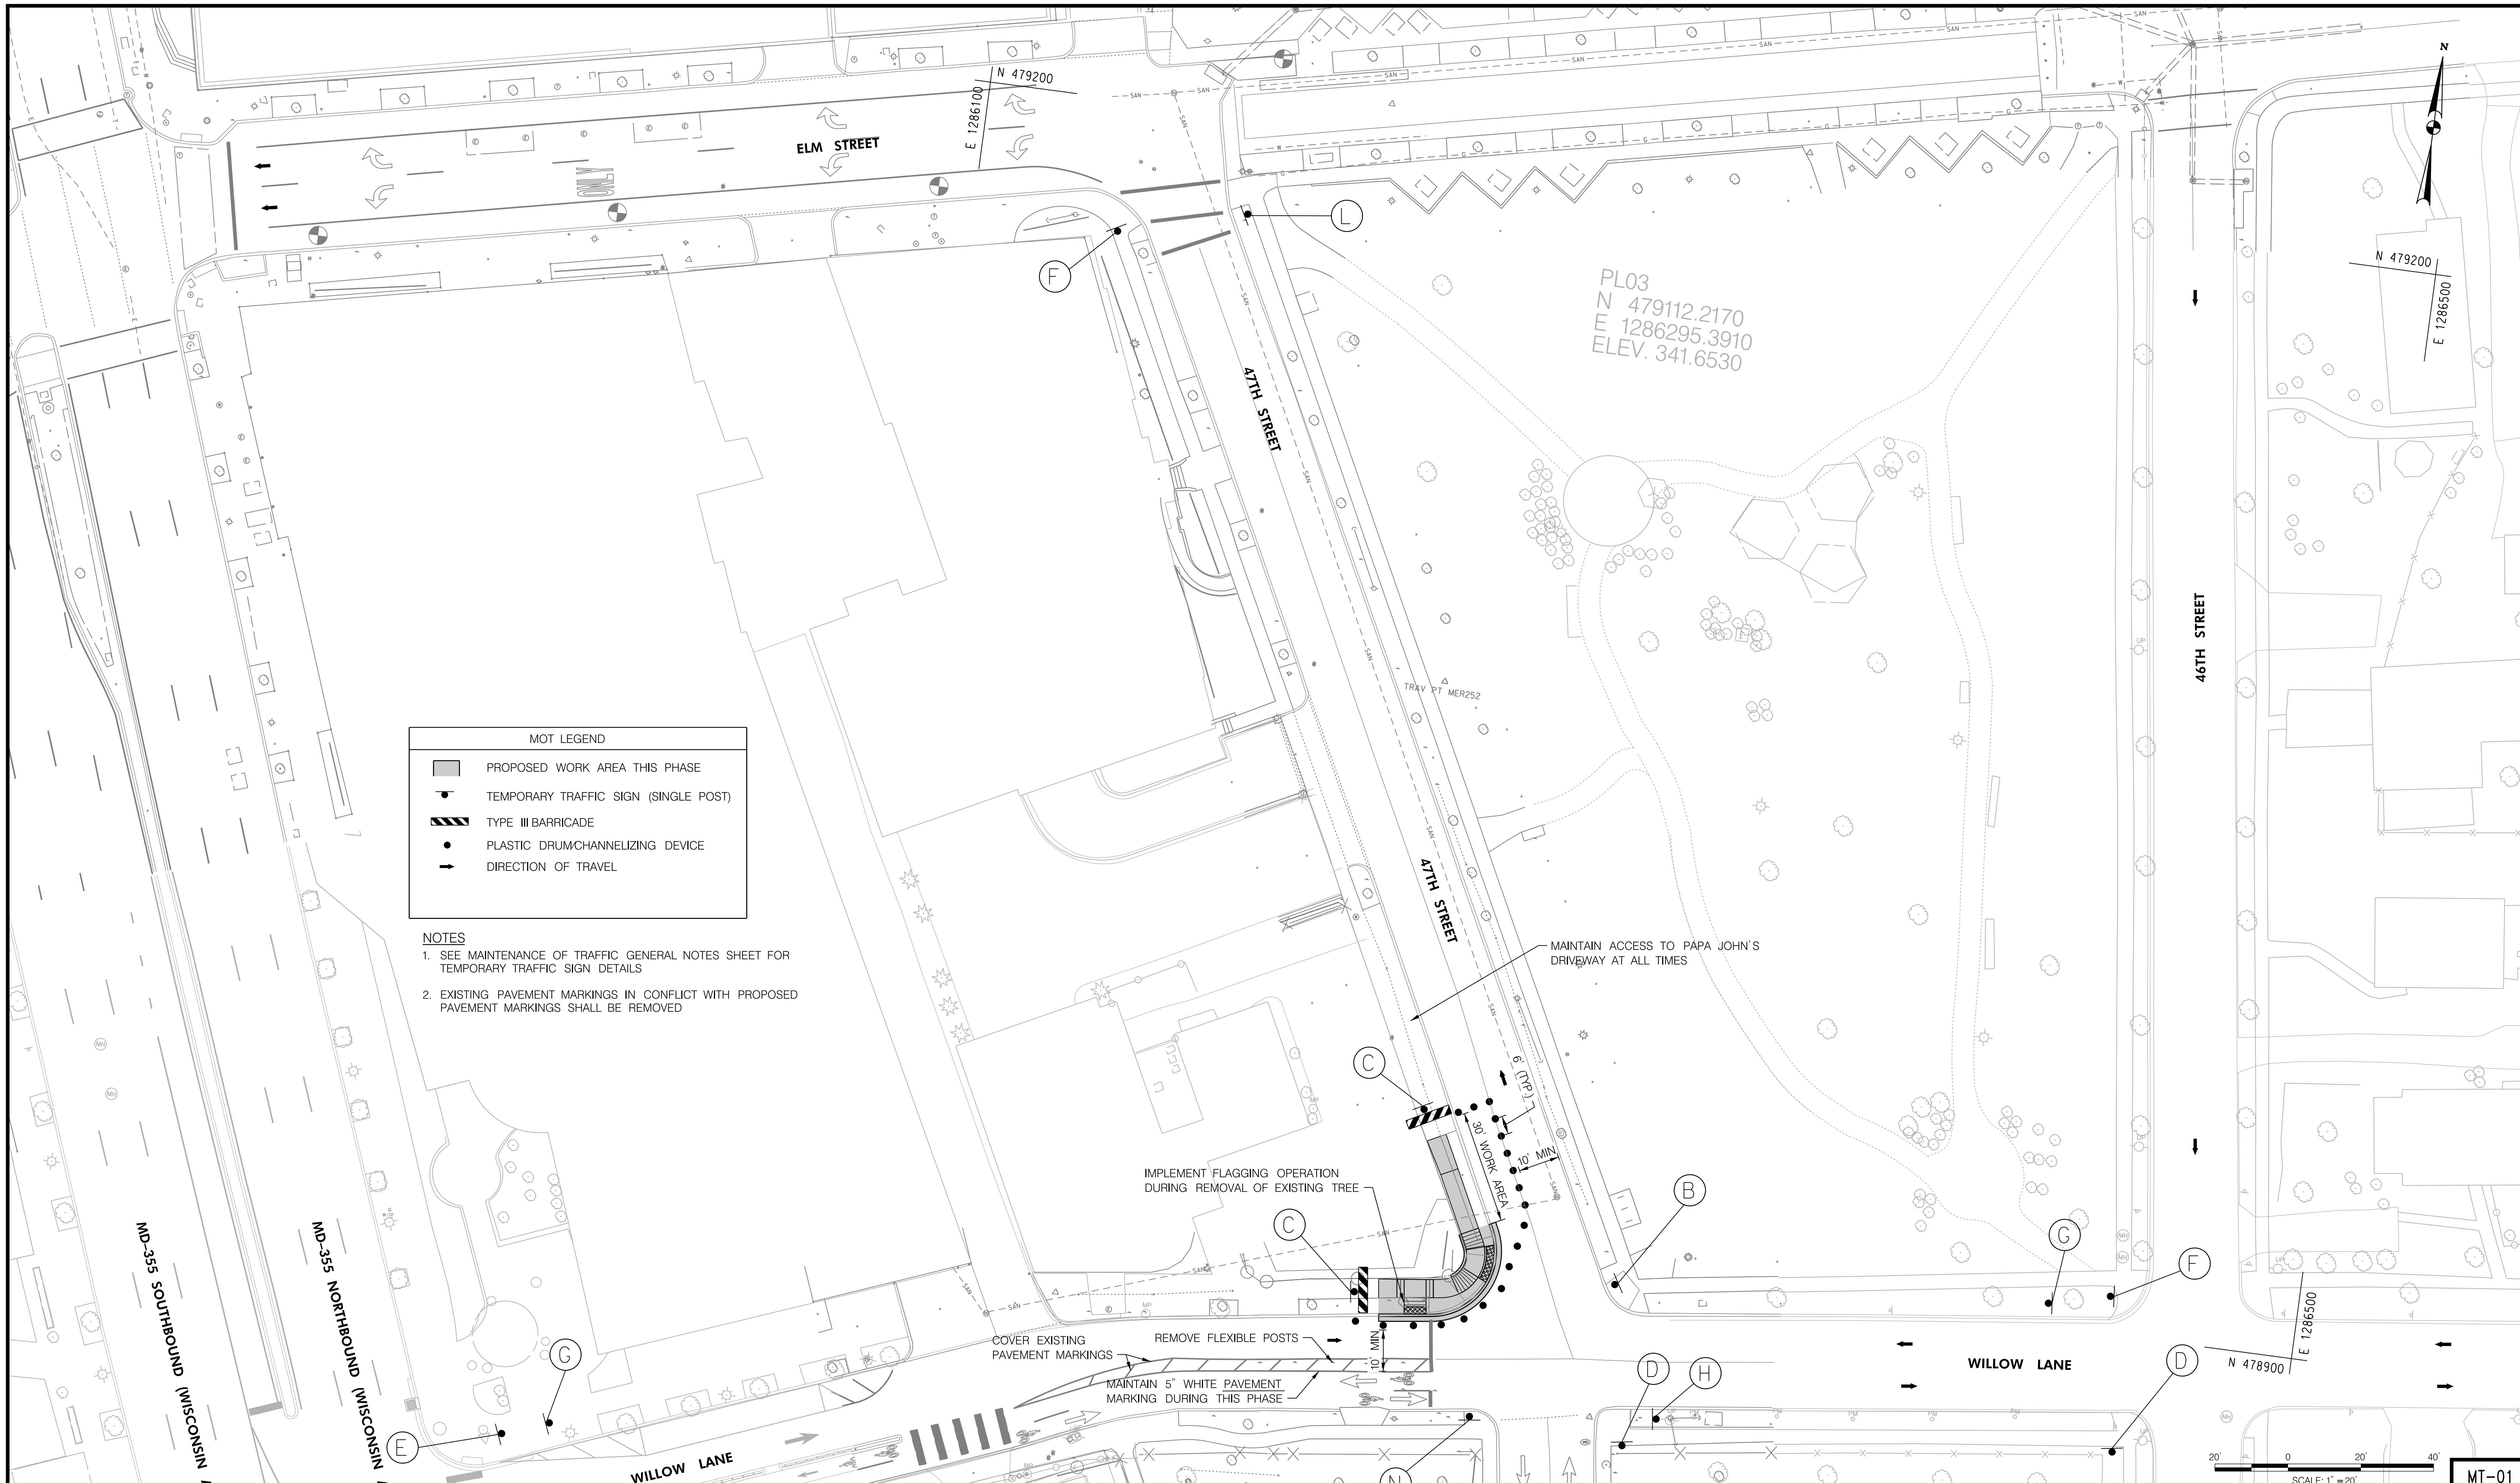 N 479200
E 1286100
ELM STREET
N
L
F
PL03
N 479112.2170
E 1286295.3910
ELEV. 341.6530
N 479200
E 1286500
47TH STREET
46TH STREET
TRAV PT MER252
MOT LEGEND
PROPOSED WORK AREA THIS PHASE
TEMPORARY TRAFFIC SIGN (SINGLE POST)
TYPE III BARRICADE
PLASTIC DRUM/CHANNELIZING DEVICE
DIRECTION OF TRAVEL
NOTES
1. SEE MAINTENANCE OF TRAFFIC GENERAL NOTES SHEET FOR
TEMPORARY TRAFFIC SIGN DETAILS
2. EXISTING PAVEMENT MARKINGS IN CONFLICT WITH PROPOSED
PAVEMENT MARKINGS SHALL BE REMOVED
47TH STREET
MAINTAIN ACCESS TO PAPA JOHN'S
DRIVEWAY AT ALL TIMES
C
6' (TYP.)
30' WORK AREA
10' MIN
IMPLEMENT FLAGGING OPERATION
DURING REMOVAL OF EXISTING TREE
C
B
G
F
MD-355 SOUTHBOUND (WISCONSIN
MD-355 NORTHBOUND (WISCONSIN
COVER EXISTING
PAVEMENT MARKINGS
REMOVE FLEXIBLE POSTS
10' MIN
MAINTAIN 5" WHITE PAVEMENT
MARKING DURING THIS PHASE
WILLOW LANE
N 478900
E 1286500
G
D
H
D
E
N
WILLOW LANE
20' 0 20' 40'
SCALE: 1" = 20'
MT-01